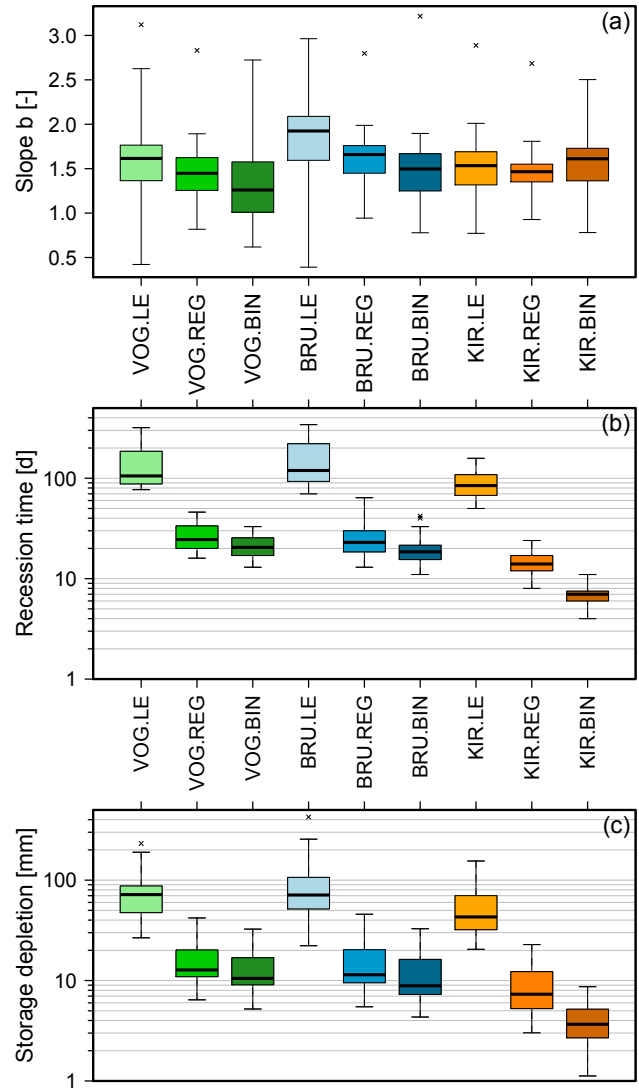 (a)
Slope b [-]
3.0
2.5
2.0
1.5
1.0
0.5
VOG.LE
VOG.REG
VOG.BIN
BRU.LE
BRU.REG
BRU.BIN
KIR.LE
KIR.REG
KIR.BIN
(b)
Recession time [d]
100
10
1
VOG.LE
VOG.REG
VOG.BIN
BRU.LE
BRU.REG
BRU.BIN
KIR.LE
KIR.REG
KIR.BIN
(c)
Storage depletion [mm]
100
10
1